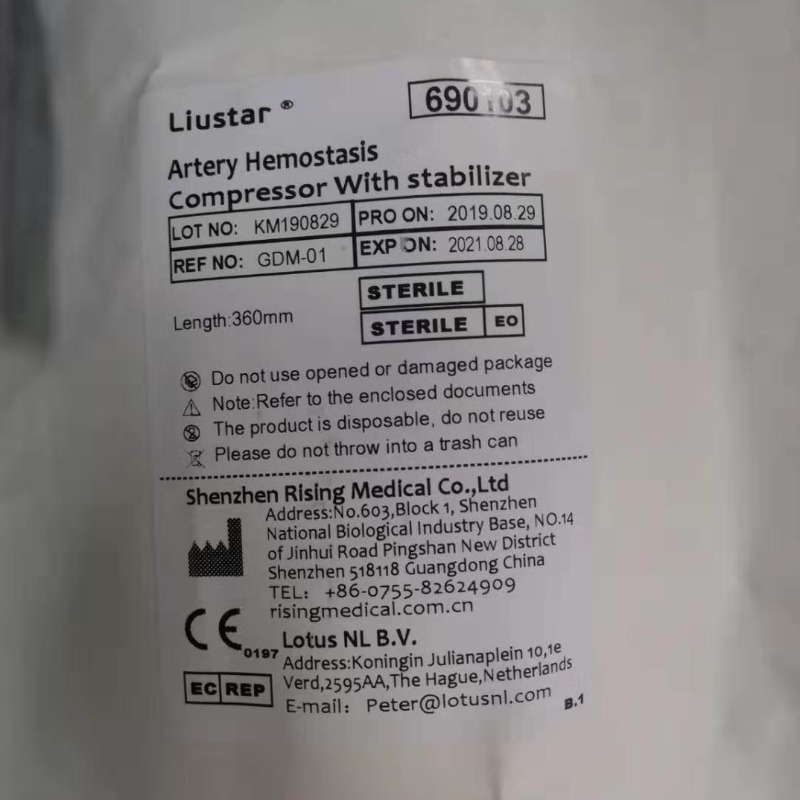 Liustar ®
690103
Artery Hemostasis
Compressor With stabilizer
LOT NO: KM190829 PRO ON: 2019.08.29
REF NO: GDM-01 EXP ON: 2021.08.28
STERILE
Length:360mm
STERILE EO
Do not use opened or damaged package
Note:Refer to the enclosed documents
The product is disposable, do not reuse
Please do not throw into a trash can
Shenzhen Rising Medical Co.,Ltd
Address:No.603,Block 1, Shenzhen
National Biological Industry Base, NO.14
of Jinhui Road Pingshan New District
Shenzhen 518118 Guangdong China
TEL: +86-0755-82624909
risingmedical.com.cn
CE 0197
Lotus NL B.V.
Address:Koningin Julianaplein 10,1e
Verd,2595AA,The Hague,Netherlands
EC REP
E-mail: Peter@lotusnl.com
B.1